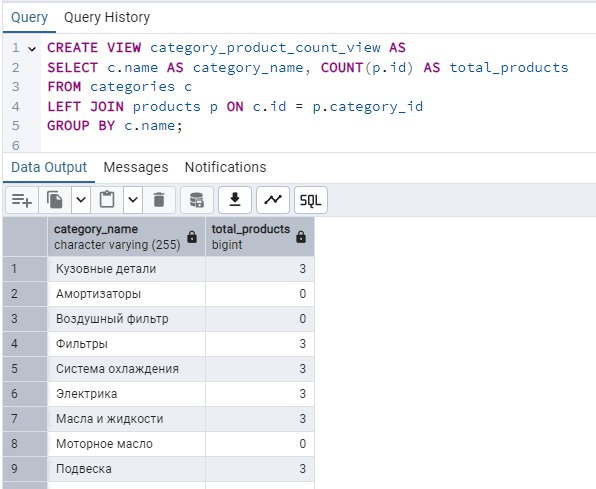 Query Query History
1 CREATE VIEW category_product_count_view AS
2 SELECT c.name AS category_name, COUNT(p.id) AS total_products
3 FROM categories c
4 LEFT JOIN products p ON c.id = p.category_id
5 GROUP BY c.name;
6
Data Output Messages Notifications
SQL
category_name total_products
character varying (255) bigint
1 Кузовные детали 3
2 Амортизаторы 0
3 Воздушный фильтр 0
4 Фильтры 3
5 Система охлаждения 3
6 Электрика 3
7 Масла и жидкости 3
8 Моторное масло 0
9 Подвеска 3